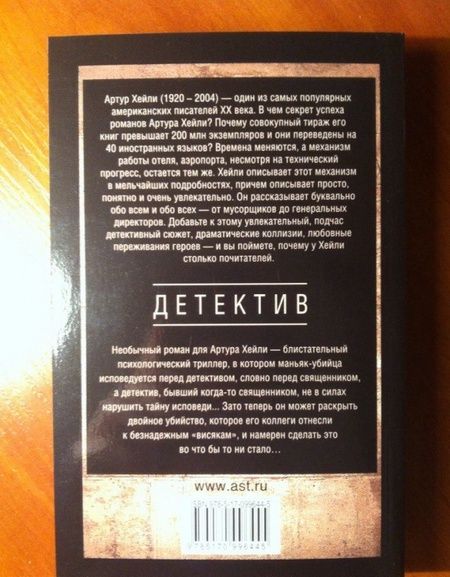 Артур Хейли (1920 – 2004) — один из самых популярных
американских писателей XX века. В чем секрет успеха
романов Артура Хейли? Почему совокупный тираж его
книг превышает 200 млн экземпляров и они переведены на
40 иностранных языков? Времена меняются, а механизм
работы отеля, аэропорта, несмотря на технический
прогресс, остается тем же. Хейли описывает этот механизм
в мельчайших подробностях, причем описывает просто,
понятно и очень увлекательно. Он рассказывает буквально
обо всем и обо всех — от мусорщиков до генеральных
директоров. Добавьте к этому увлекательный, подчас
детективный сюжет, драматические коллизии, любовные
переживания героев — и вы поймете, почему у Хейли
столько почитателей.
ДЕТЕКТИВ
Необычный роман для Артура Хейли — блистательный
психологический триллер, в котором маньяк-убийца
исповедуется перед детективом, словно перед священником,
а детектив, бывший когда-то священником, не в силах
нарушить тайну исповеди... Зато теперь он может раскрыть
двойное убийство, которое его коллеги отнесли
к безнадежным «висякам», и намерен сделать это
во что бы то ни стало...
www.ast.ru
ISBN 978-5-17-099644-5
9785170996445